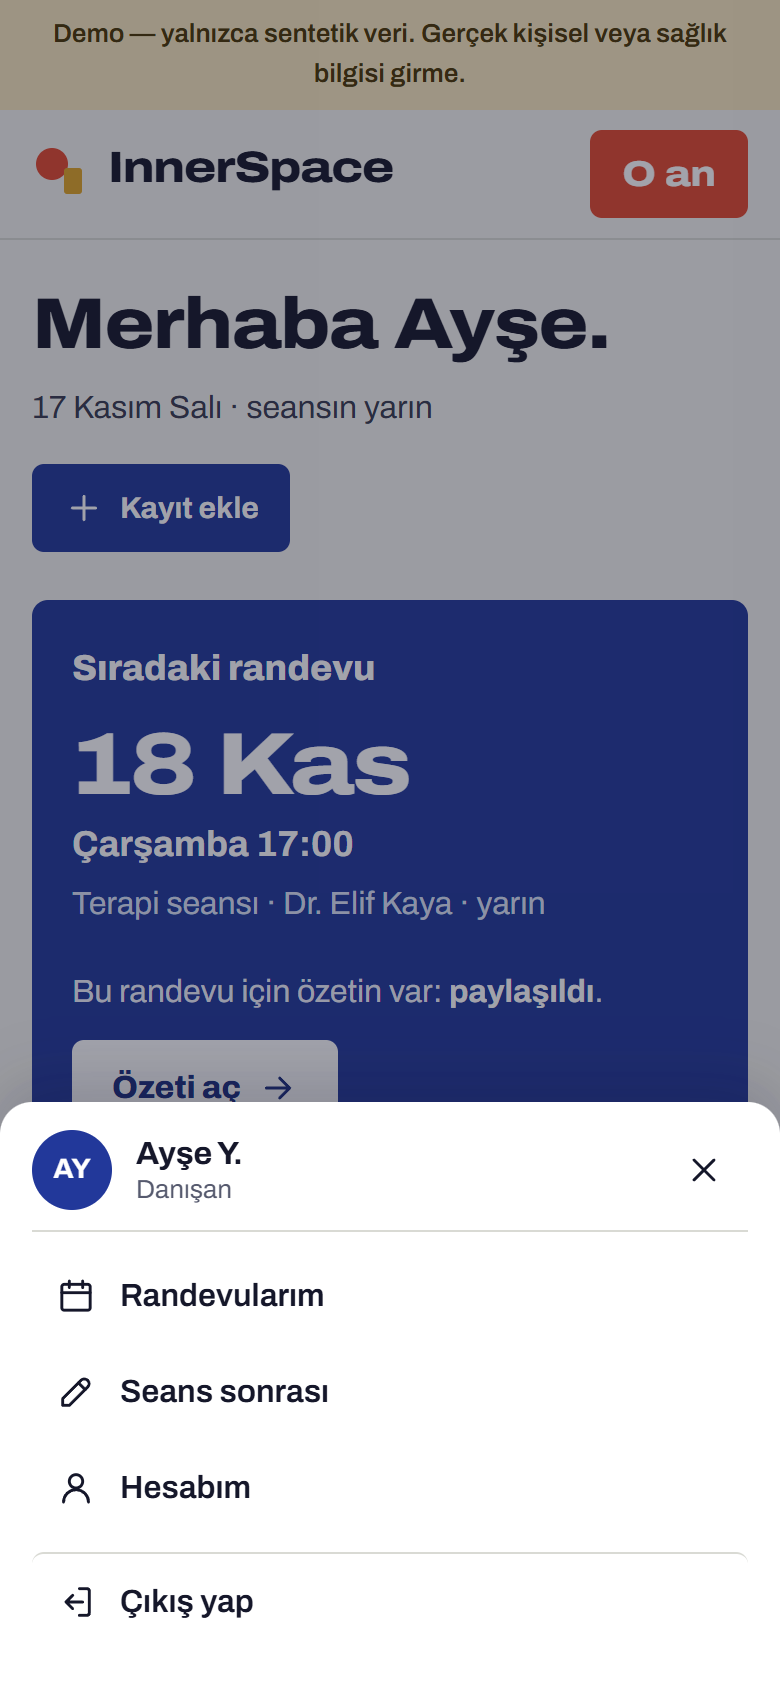 Demo — yalnızca sentetik veri. Gerçek kişisel veya sağlık
bilgisi girme.
InnerSpace
O an
Merhaba Ayşe.
17 Kasım Salı · seansın yarın
Kayıt ekle
Sıradaki randevu
18 Kas
Çarşamba 17:00
Terapi seansı · Dr. Elif Kaya · yarın
Bu randevu için özetin var: paylaşıldı.
Özeti aç
AY
Ayşe Y.
Danışan
Randevularım
Seans sonrası
Hesabım
Çıkış yap